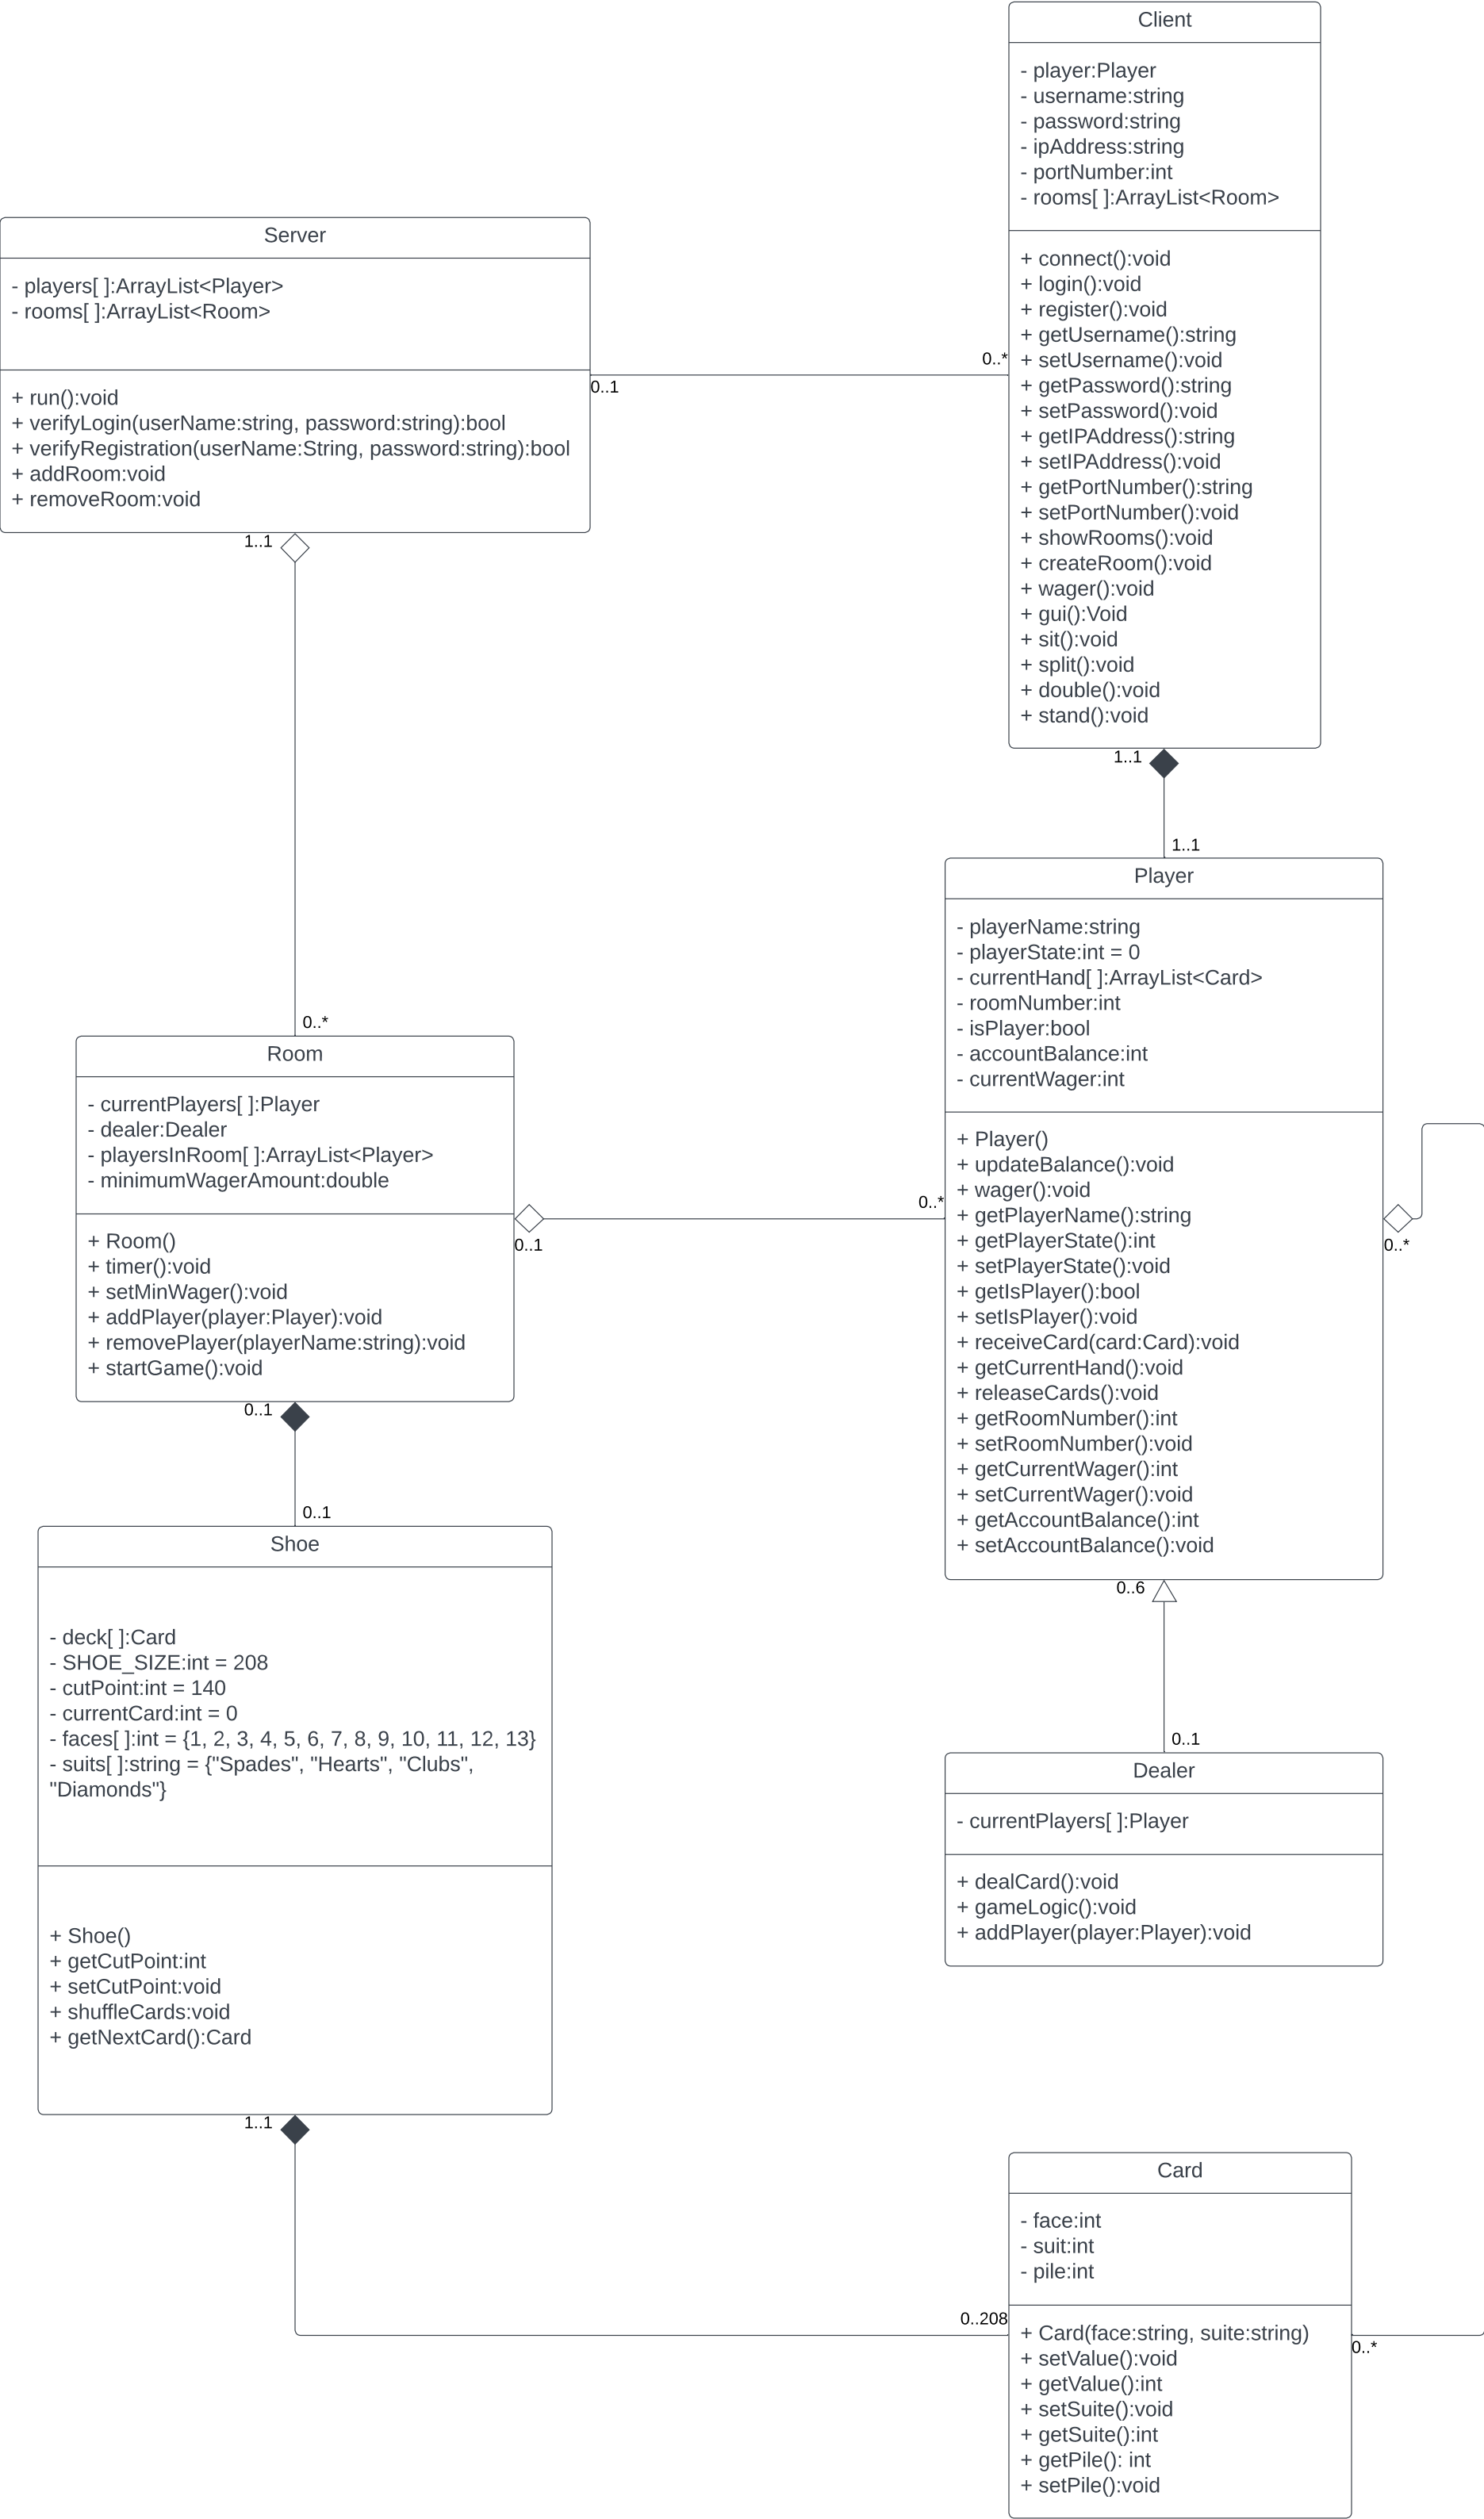 Client
- player:Player
- username:string
- password:string
- ipAddress:string
- portNumber:int
- rooms[ ]:ArrayList<Room>
+ connect():void
+ login():void
+ register():void
+ getUsername():string
+ setUsername():void
+ getPassword():string
+ setPassword():void
+ getIPAddress():string
+ setIPAddress():void
+ getPortNumber():string
+ setPortNumber():void
+ showRooms():void
+ createRoom():void
+ wager():void
+ gui():Void
+ sit():void
+ split():void
+ double():void
+ stand():void
Server
- players[ ]:ArrayList<Player>
- rooms[ ]:ArrayList<Room>
+ run():void
+ verifyLogin(userName:string, password:string):bool
+ verifyRegistration(userName:String, password:string):bool
+ addRoom:void
+ removeRoom:void
0..*
0..1
1..1
1..1
1..1
0..*
Player
- playerName:string
- playerState:int = 0
- currentHand[ ]:ArrayList<Card>
- roomNumber:int
- isPlayer:bool
- accountBalance:int
- currentWager:int
+ Player()
+ updateBalance():void
+ wager():void
+ getPlayerName():string
+ getPlayerState():int
+ setPlayerState():void
+ getIsPlayer():bool
+ setIsPlayer():void
+ receiveCard(card:Card):void
+ getCurrentHand():void
+ releaseCards():void
+ getRoomNumber():int
+ setRoomNumber():void
+ getCurrentWager():int
+ setCurrentWager():void
+ getAccountBalance():int
+ setAccountBalance():void
Room
- currentPlayers[ ]:Player
- dealer:Dealer
- playersInRoom[ ]:ArrayList<Player>
- minimumWagerAmount:double
+ Room()
+ timer():void
+ setMinWager():void
+ addPlayer(player:Player):void
+ removePlayer(playerName:string):void
+ startGame():void
0..*
0..1
0..*
0..1
0..1
0..6
0..1
Shoe
- deck[ ]:Card
- SHOE_SIZE:int = 208
- cutPoint:int = 140
- currentCard:int = 0
- faces[ ]:int = {1, 2, 3, 4, 5, 6, 7, 8, 9, 10, 11, 12, 13}
- suits[ ]:string = {"Spades", "Hearts", "Clubs",
"Diamonds"}
+ Shoe()
+ getCutPoint:int
+ setCutPoint:void
+ shuffleCards:void
+ getNextCard():Card
Dealer
- currentPlayers[ ]:Player
+ dealCard():void
+ gameLogic():void
+ addPlayer(player:Player):void
1..1
0..208
Card
- face:int
- suit:int
- pile:int
+ Card(face:string, suite:string)
+ setValue():void
+ getValue():int
+ setSuite():void
+ getSuite():int
+ getPile(): int
+ setPile():void
0..*